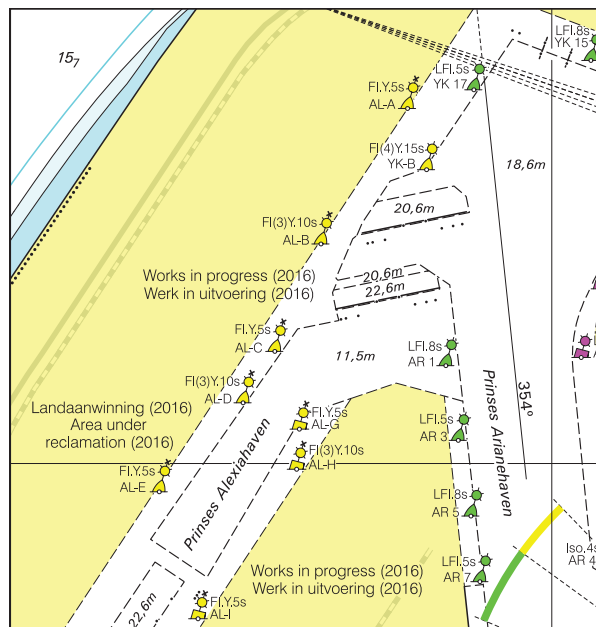 LFl.8s
YK 15
15₇
LFl.5s
YK 17
Fl.Y.5s
AL-A
Fl(4)Y.15s
YK-B
18,6m
20,6m
Fl(3)Y.10s
AL-B
Works in progress (2016)
Werk in uitvoering (2016)
20,6m
22,6m
Fl.Y.5s
AL-C
11,5m
LFl.8s
AR 1
Fl(3)Y.10s
AL-D
Landaanwinning (2016)
Area under
reclamation (2016)
Fl.Y.5s
AL-G
Prinses Arianehaven
354°
LFl.5s
AR 3
Fl(3)Y.10s
AL-H
Prinses Alexiahaven
Fl.Y.5s
AL-E
LFl.8s
AR 5
Iso.4s
AR 4
LFl.5s
AR 7
Works in progress (2016)
Werk in uitvoering (2016)
22,6m
Fl.Y.5s
AL-I